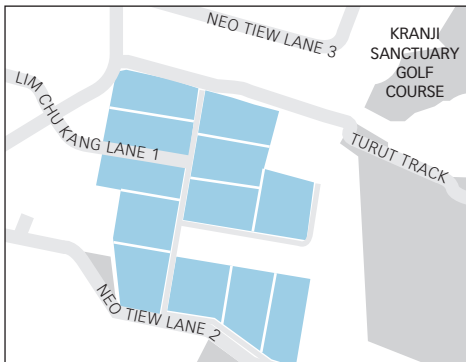 NEO TIEW LANE 3
KRANJI
SANCTUARY
GOLF
COURSE
LIM CHU KANG LANE 1
TURUT TRACK
NEO TIEW LANE 2